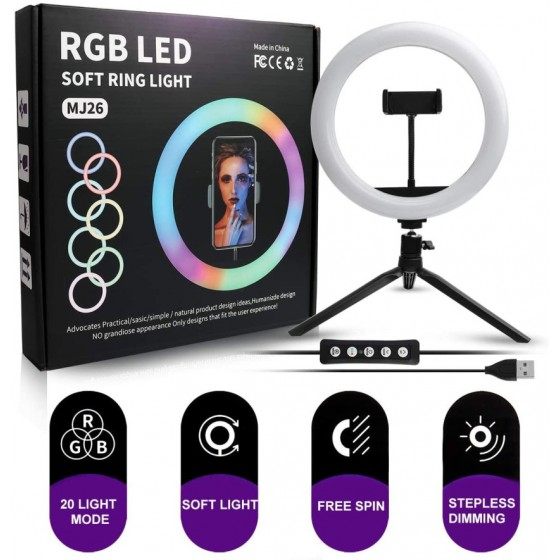 RGB LED
SOFT RING LIGHT
MJ26
Made in China
FC CE
Advocates Practical/sasic/simple / natural product design ideas,Humanizde design
NO grandiose appearance Only designs that fit the user experience!
R
G B
20 LIGHT
MODE
SOFT LIGHT
FREE SPIN
STEPLESS
DIMMING